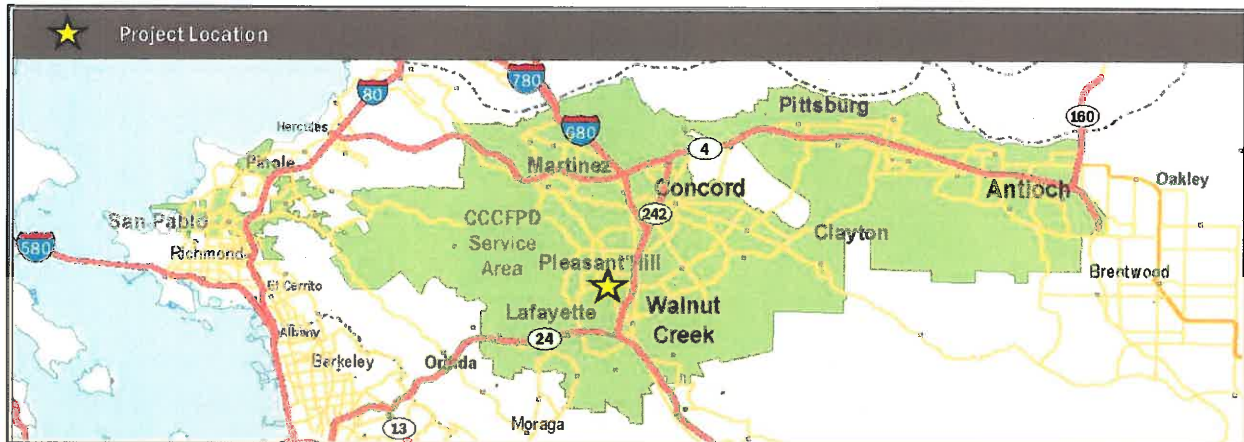 Project Location
780
80
Pittsburg
160
Hercules
680
4
Martinez
Pinole
Concord
Antioch
Oakley
San Pablo
CCCFPD
Service
Area
242
Clayton
580
Richmond
Pleasant Hill
Brentwood
El Cerrito
Lafayette
Walnut
Creek
Albany
24
Berkeley
Orinda
Moraga
13